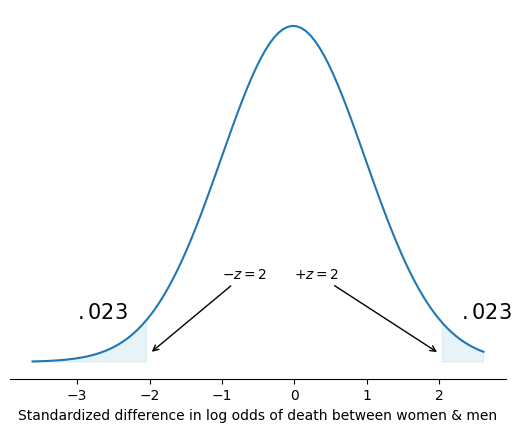 −z = 2 +z = 2
.023 .023
−3 −2 −1 0 1 2
Standardized difference in log odds of death between women & men